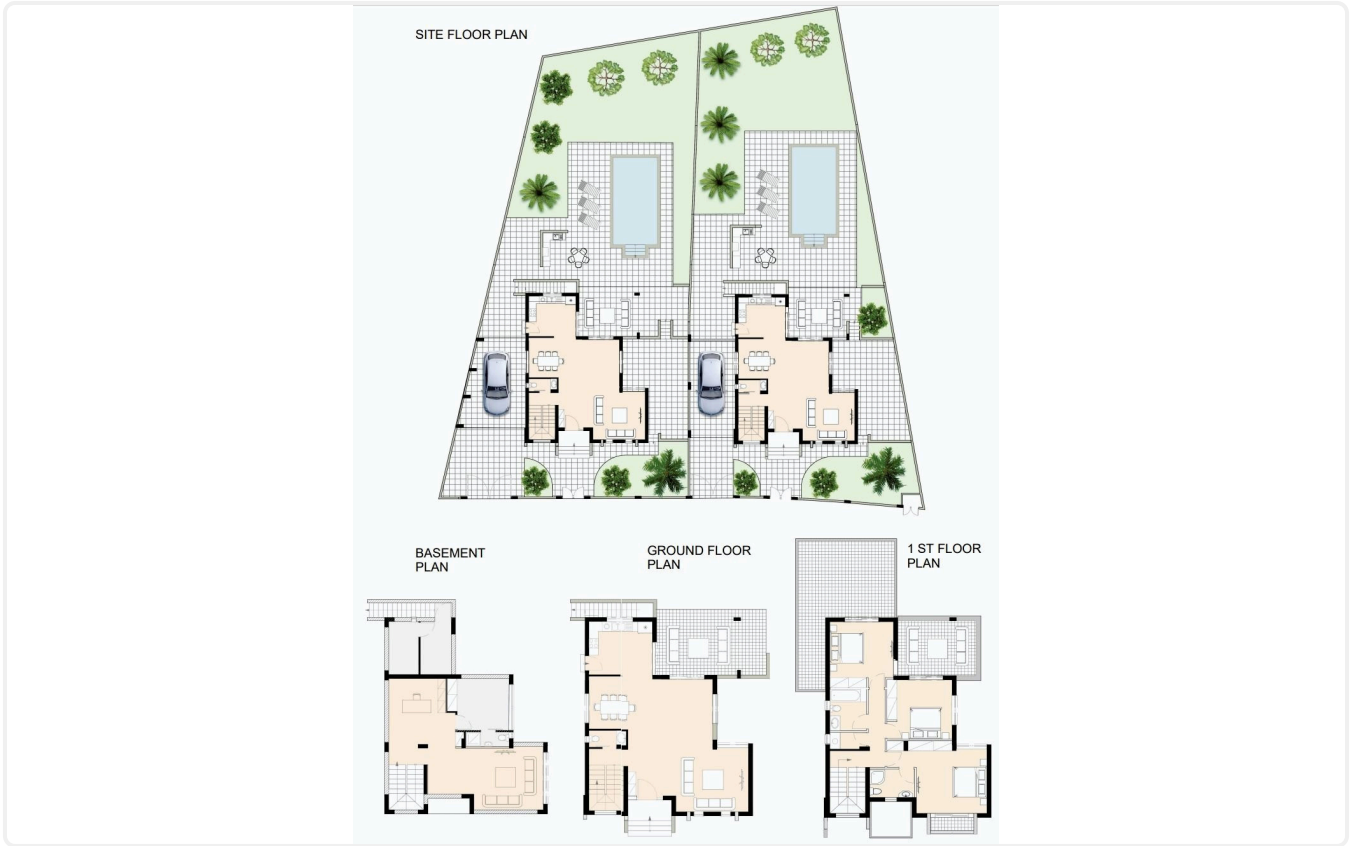 SITE FLOOR PLAN
BASEMENT
PLAN
GROUND FLOOR
PLAN
1 ST FLOOR
PLAN